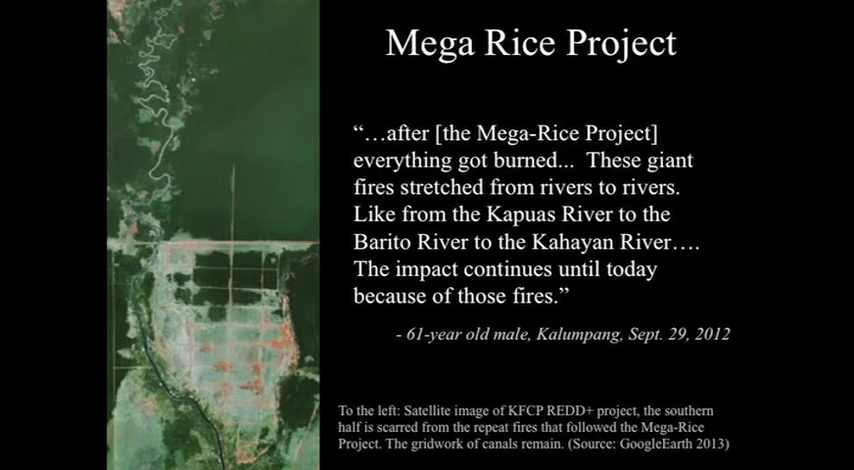 Mega Rice Project
“…after [the Mega-Rice Project]
everything got burned... These giant
fires stretched from rivers to rivers.
Like from the Kapuas River to the
Barito River to the Kahayan River….
The impact continues until today
because of those fires.”
- 61-year old male, Kalumpang, Sept. 29, 2012
To the left: Satellite image of KFCP REDD+ project, the southern
half is scarred from the repeat fires that followed the Mega-Rice
Project. The gridwork of canals remain. (Source: GoogleEarth 2013)